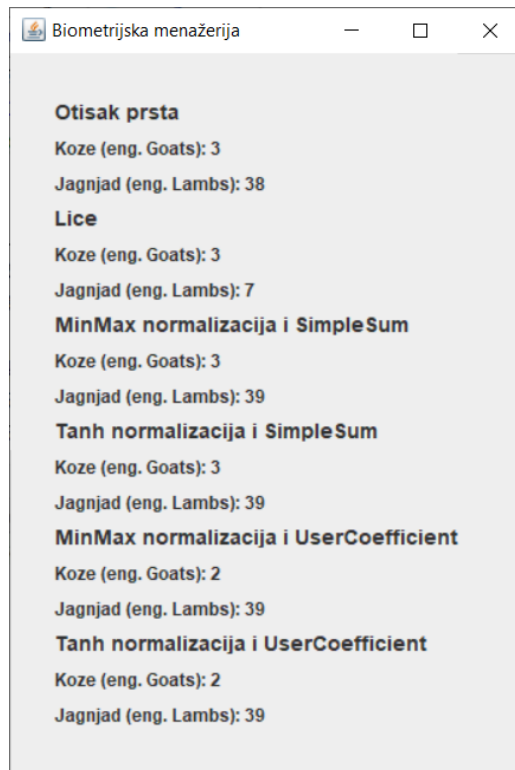 Biometrijska menažerija
Otisak prsta
Koze (eng. Goats): 3
Jagnjad (eng. Lambs): 38
Lice
Koze (eng. Goats): 3
Jagnjad (eng. Lambs): 7
MinMax normalizacija i SimpleSum
Koze (eng. Goats): 3
Jagnjad (eng. Lambs): 39
Tanh normalizacija i SimpleSum
Koze (eng. Goats): 3
Jagnjad (eng. Lambs): 39
MinMax normalizacija i UserCoefficient
Koze (eng. Goats): 2
Jagnjad (eng. Lambs): 39
Tanh normalizacija i UserCoefficient
Koze (eng. Goats): 2
Jagnjad (eng. Lambs): 39